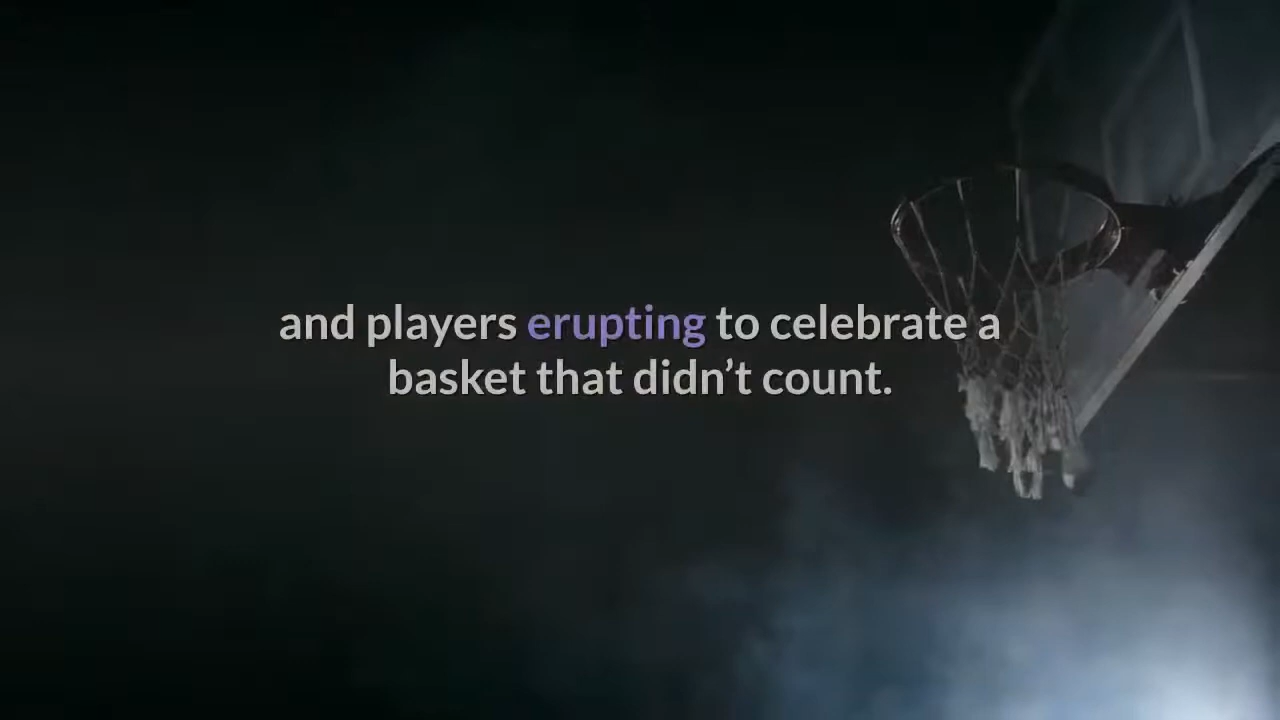 and players erupting to celebrate a
basket that didn’t count.